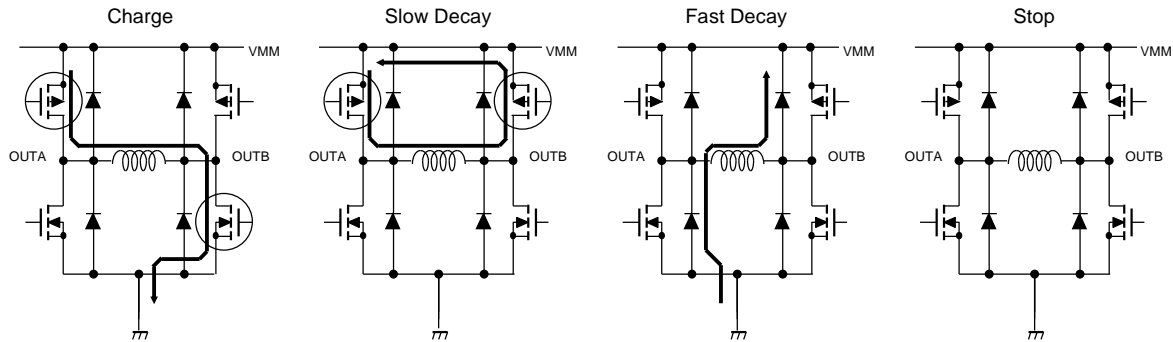 Charge
Slow Decay
Fast Decay
Stop
VMM
VMM
VMM
VMM
OUTA
OUTB
OUTA
OUTB
OUTA
OUTB
OUTA
OUTB